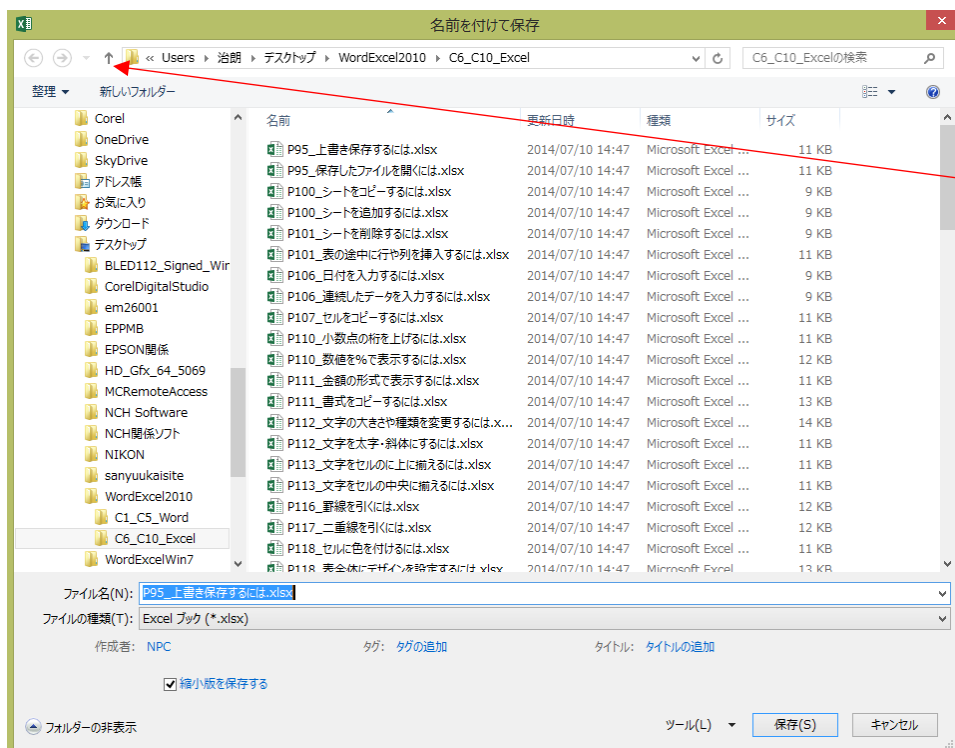 名前を付けて保存
« Users › 治朗 › デスクトップ › WordExcel2010 › C6_C10_Excel
C6_C10_Excelの検索
整理 新しいフォルダー
Corel
OneDrive
SkyDrive
アドレス帳
お気に入り
ダウンロード
デスクトップ
BLED112_Signed_Wir
CorelDigitalStudio
em26001
EPPMB
EPSON関係
HD_Gfx_64_5069
MCRemoteAccess
NCH Software
NCH関係ソフト
NIKON
sanyuukaisite
WordExcel2010
C1_C5_Word
C6_C10_Excel
WordExcelWin7
名前 更新日時 種類 サイズ
P95_上書き保存するには.xlsx 2014/07/10 14:47 Microsoft Excel ... 11 KB
P95_保存したファイルを開くには.xlsx 2014/07/10 14:47 Microsoft Excel ... 11 KB
P100_シートをコピーするには.xlsx 2014/07/10 14:47 Microsoft Excel ... 9 KB
P100_シートを追加するには.xlsx 2014/07/10 14:47 Microsoft Excel ... 9 KB
P101_シートを削除するには.xlsx 2014/07/10 14:47 Microsoft Excel ... 9 KB
P101_表の途中に行や列を挿入するには.xlsx 2014/07/10 14:47 Microsoft Excel ... 11 KB
P106_日付を入力するには.xlsx 2014/07/10 14:47 Microsoft Excel ... 9 KB
P106_連続したデータを入力するには.xlsx 2014/07/10 14:47 Microsoft Excel ... 9 KB
P107_セルをコピーするには.xlsx 2014/07/10 14:47 Microsoft Excel ... 11 KB
P110_小数点の桁を上げるには.xlsx 2014/07/10 14:47 Microsoft Excel ... 11 KB
P110_数値を%で表示するには.xlsx 2014/07/10 14:47 Microsoft Excel ... 12 KB
P111_金額の形式で表示するには.xlsx 2014/07/10 14:47 Microsoft Excel ... 11 KB
P111_書式をコピーするには.xlsx 2014/07/10 14:47 Microsoft Excel ... 13 KB
P112_文字の大きさや種類を変更するには.x... 2014/07/10 14:47 Microsoft Excel ... 14 KB
P112_文字を太字・斜体にするには.xlsx 2014/07/10 14:47 Microsoft Excel ... 11 KB
P113_文字をセルのに上に揃えるには.xlsx 2014/07/10 14:47 Microsoft Excel ... 11 KB
P113_文字をセルの中央に揃えるには.xlsx 2014/07/10 14:47 Microsoft Excel ... 11 KB
P116_罫線を引くには.xlsx 2014/07/10 14:47 Microsoft Excel ... 12 KB
P117_二重線を引くには.xlsx 2014/07/10 14:47 Microsoft Excel ... 12 KB
P118_セルに色を付けるには.xlsx 2014/07/10 14:47 Microsoft Excel ... 11 KB
P118_表全体にデザインを設定するには.xlsx 2014/07/10 14:47 Microsoft Excel ... 13 KB
ファイル名(N): P95_上書き保存するには.xlsx
ファイルの種類(T): Excel ブック (*.xlsx)
作成者: NPC タグ: タグの追加 タイトル: タイトルの追加
縮小版を保存する
フォルダーの非表示 ツール(L) 保存(S) キャンセル